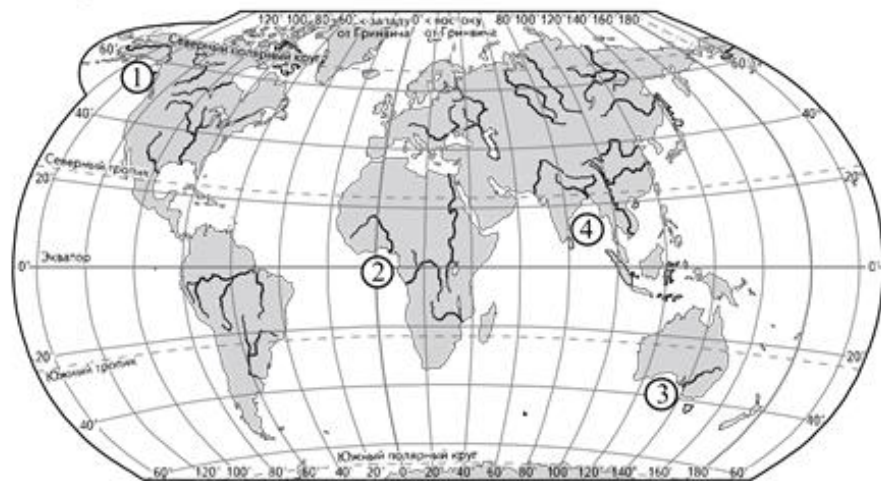 120° 100° 80° 60° к западу 0° к востоку 80 100 120 140 160 180
от Гринвича от Гринвича
Северный полярный круг
60° 60°
1
40° 40°
Северный тропик
20° 20°
4
Экватор
0° 2 0°
20° 20°
Южный тропик
3
40° 40°
Южный полярный круг
60° 120° 100° 80° 60° 40° 20° 0° 20° 40° 60° 80° 100° 120° 140° 160° 180° 60°